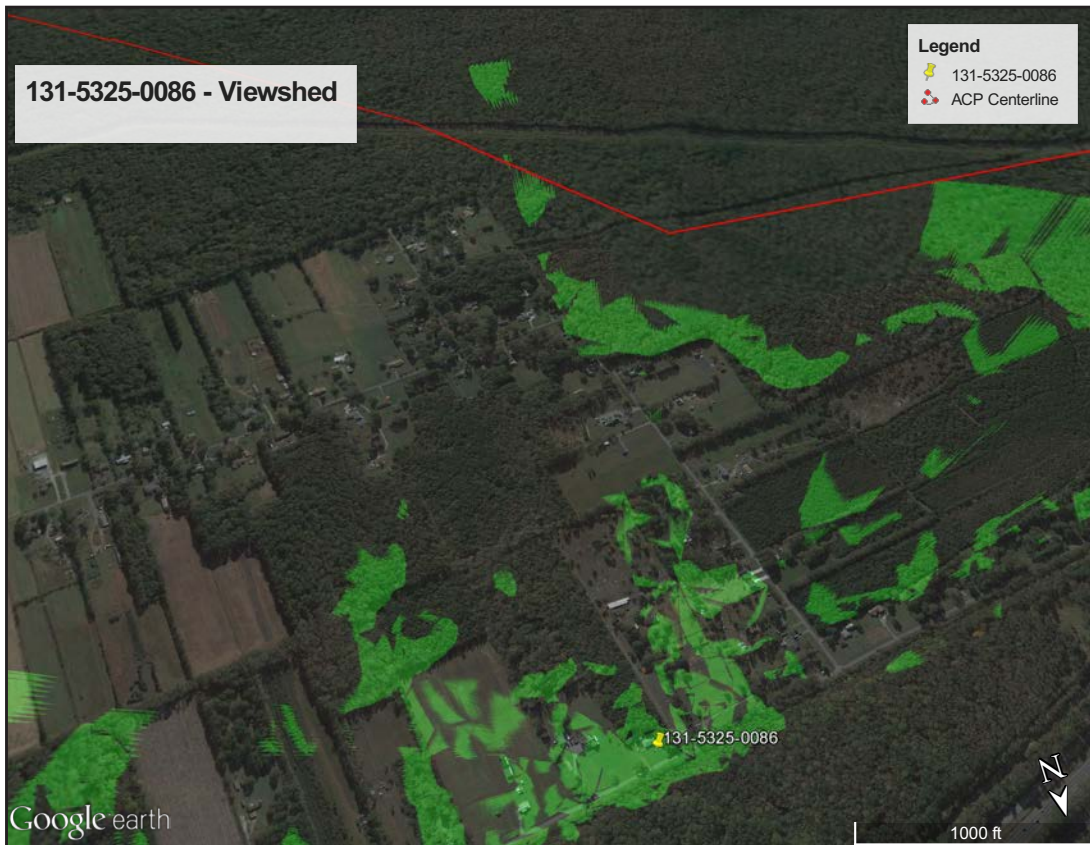 131-5325-0086 - Viewshed
Legend
131-5325-0086
ACP Centerline
131-5325-0086
N
Google earth
1000 ft